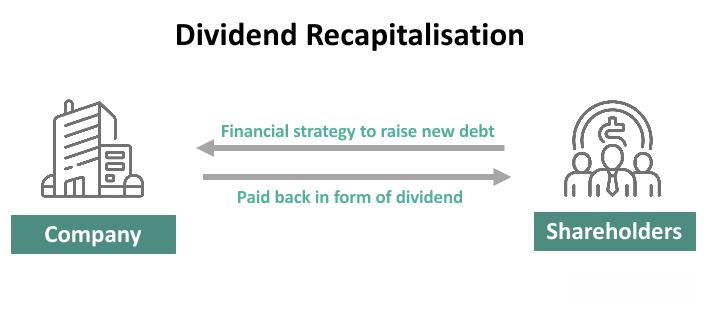 Dividend Recapitalisation
Financial strategy to raise new debt
Paid back in form of dividend
Company
Shareholders